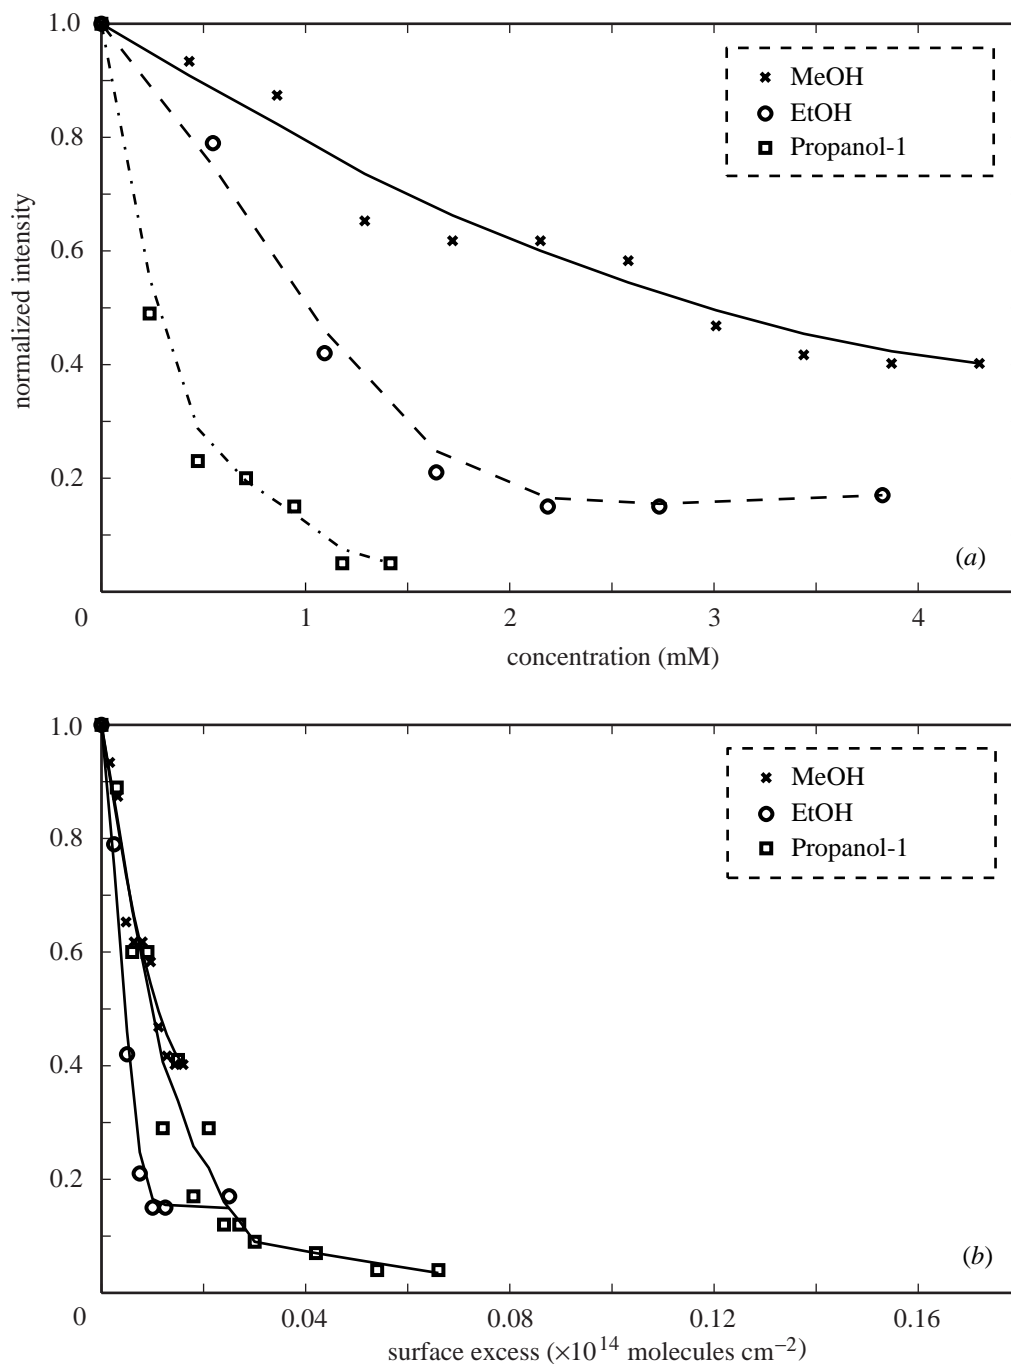 1.0
MeOH
EtOH
0.8
Propanol-1
normalized intensity
0.6
0.4
0.2
(a)
0 1 2 3 4
concentration (mM)
1.0
MeOH
EtOH
0.8
Propanol-1
0.6
0.4
0.2
(b)
0 0.04 0.08 0.12 0.16
surface excess (×10¹⁴ molecules cm⁻²)